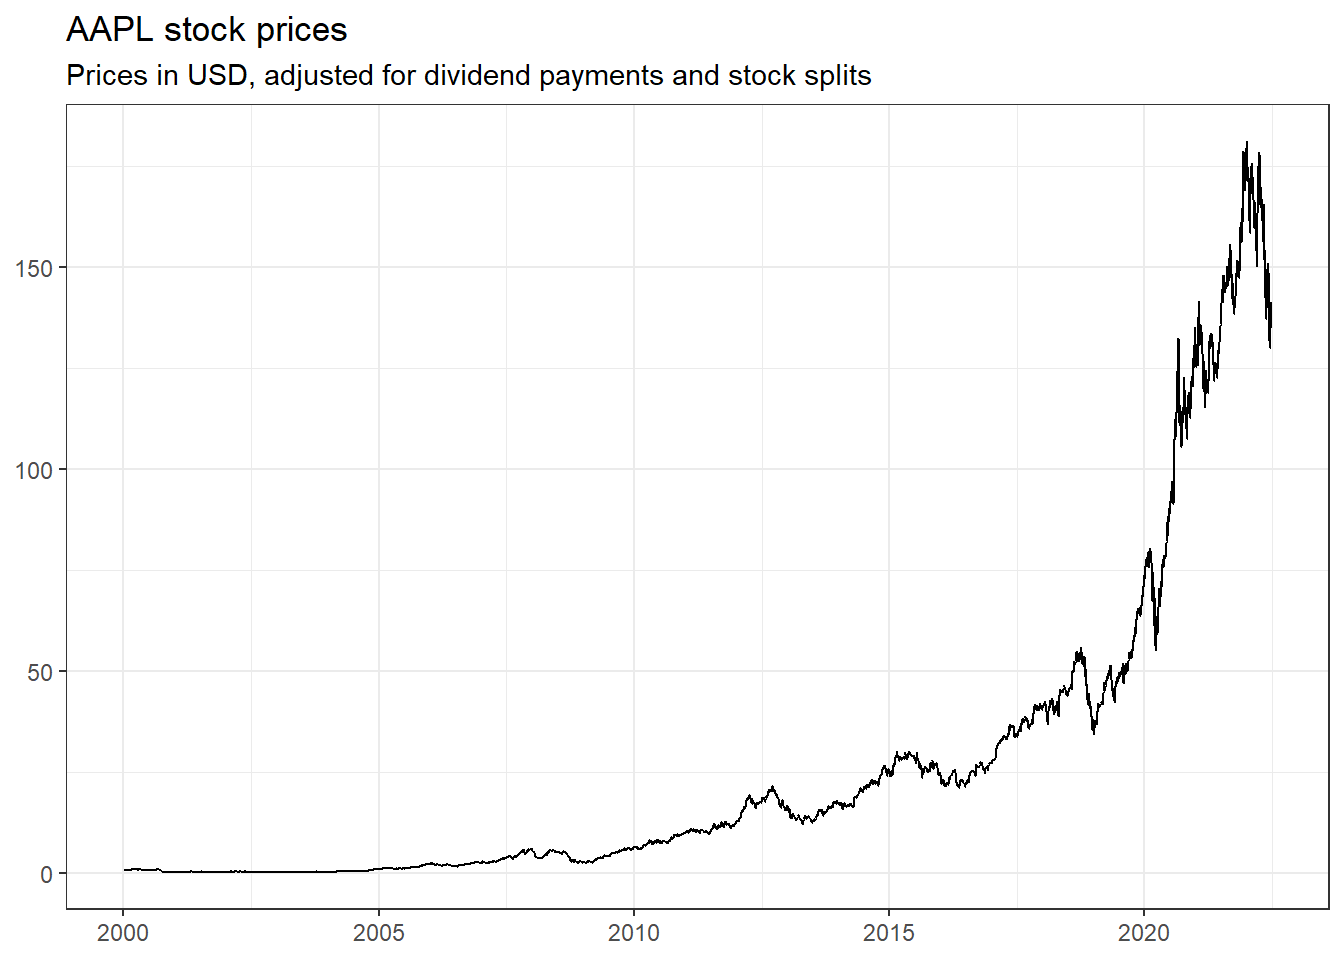 AAPL stock prices
Prices in USD, adjusted for dividend payments and stock splits
150
100
50
0
2000 2005 2010 2015 2020